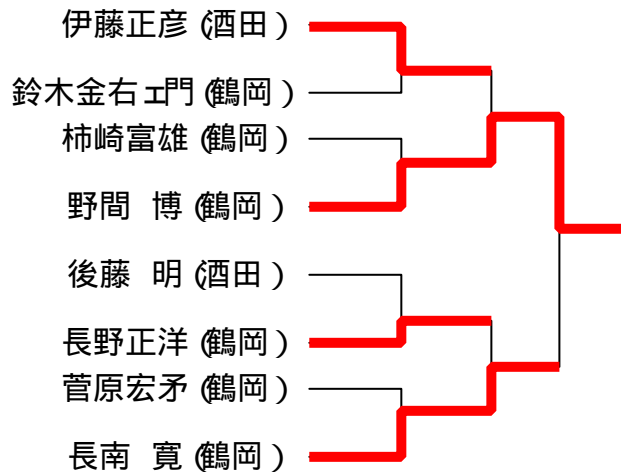 伊藤正彦 (酒田)
鈴木金右ェ門 (鶴岡)
柿崎富雄 (鶴岡)
野間 博 (鶴岡)
後藤 明 (酒田)
長野正洋 (鶴岡)
菅原宏矛 (鶴岡)
長南 寛 (鶴岡)